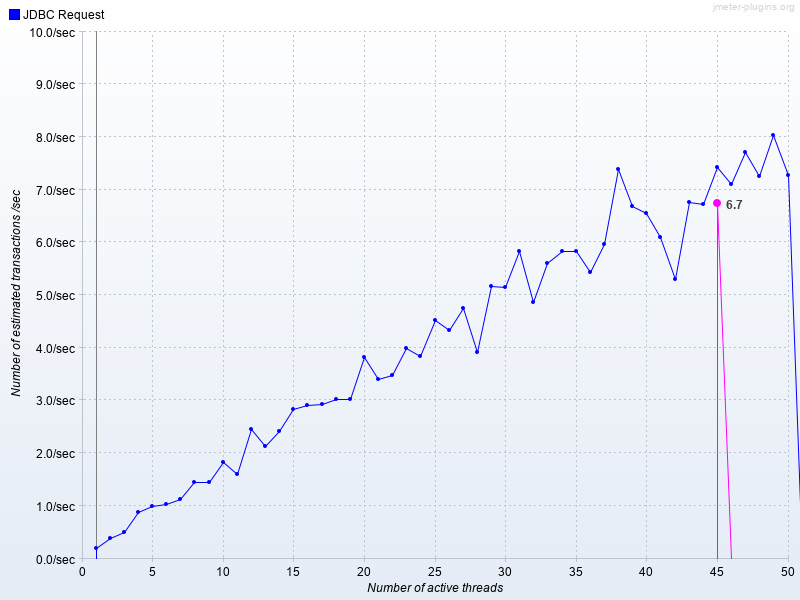 jmeter-plugins.org
JDBC Request
10.0/sec
9.0/sec
8.0/sec
7.0/sec
6.7
6.0/sec
5.0/sec
4.0/sec
3.0/sec
2.0/sec
1.0/sec
0.0/sec
Number of estimated transactions /sec
0 5 10 15 20 25 30 35 40 45 50
Number of active threads